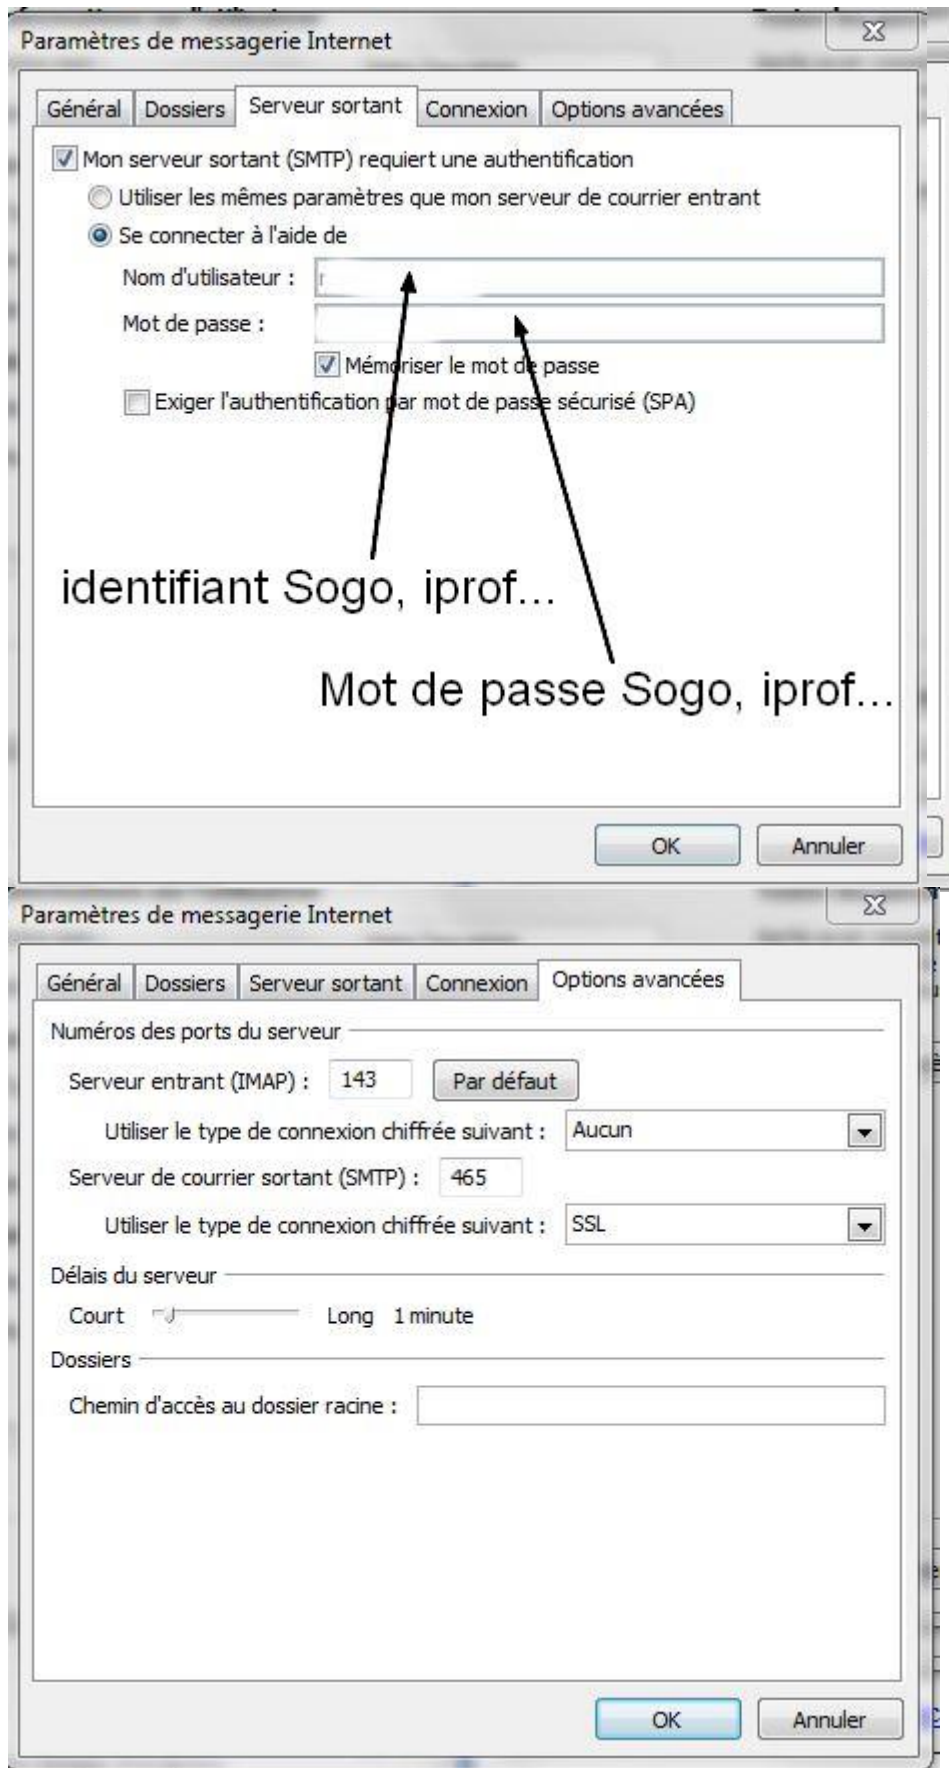 Paramètres de messagerie Internet
Général Dossiers Serveur sortant Connexion Options avancées
Mon serveur sortant (SMTP) requiert une authentification
Utiliser les mêmes paramètres que mon serveur de courrier entrant
Se connecter à l'aide de
Nom d'utilisateur :
Mot de passe :
Mémoriser le mot de passe
Exiger l'authentification par mot de passe sécurisé (SPA)
identifiant Sogo, iprof...
Mot de passe Sogo, iprof...
OK Annuler
Paramètres de messagerie Internet
Général Dossiers Serveur sortant Connexion Options avancées
Numéros des ports du serveur
Serveur entrant (IMAP) : 143 Par défaut
Utiliser le type de connexion chiffrée suivant : Aucun
Serveur de courrier sortant (SMTP) : 465
Utiliser le type de connexion chiffrée suivant : SSL
Délais du serveur
Court Long 1 minute
Dossiers
Chemin d'accès au dossier racine :
OK Annuler